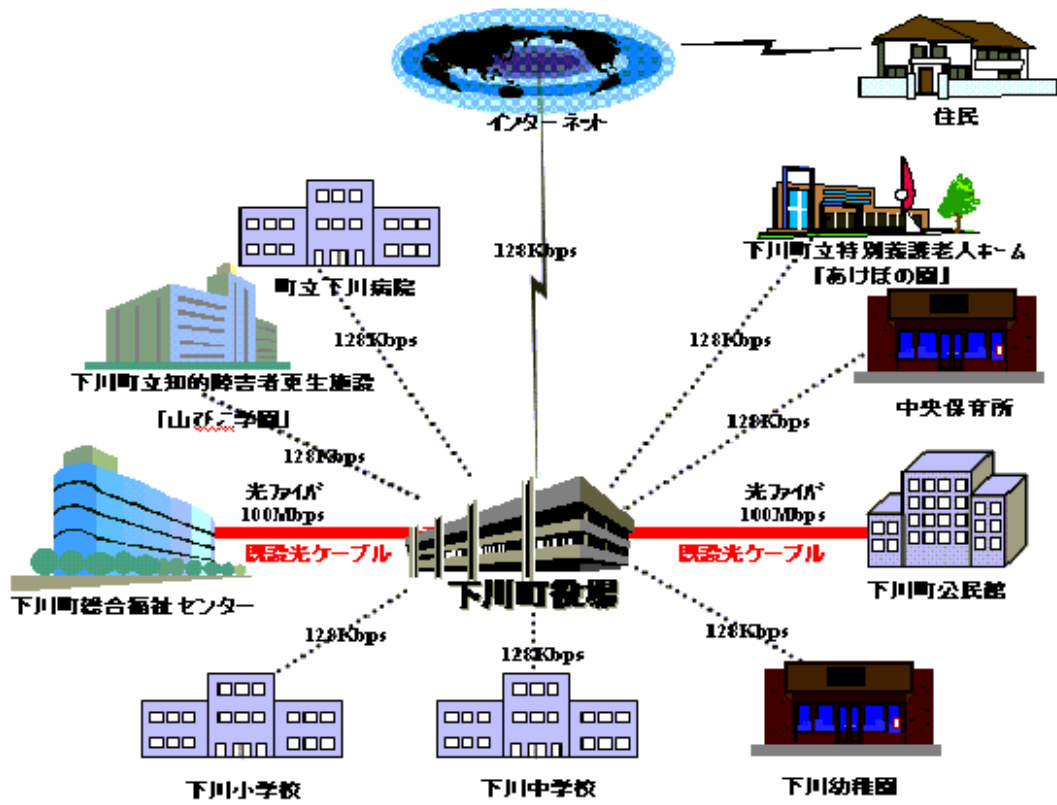 インターネット
住民
128Kbps
町立下川病院
下川町立特別養護老人ホーム
「あけぼの園」
128Kbps
128Kbps
下川町立知的障害者更生施設
「山びこ学園」
中央保育所
128Kbps
128Kbps
光ファイバ
100Mbps
既設光ケーブル
光ファイバ
100Mbps
既設光ケーブル
下川町役場
下川町総合福祉センター
下川町公民館
128Kbps
128Kbps
128Kbps
下川小学校
下川中学校
下川幼稚園